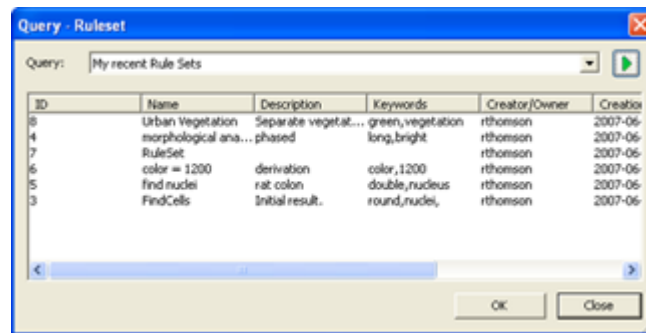 Query - Ruleset
Query: My recent Rule Sets
ID Name Description Keywords Creator/Owner Creation
8 Urban Vegetation Separate vegetat... green,vegetation rthomson 2007-06-
4 morphological ana... phased long,bright rthomson 2007-06-
7 RuleSet rthomson 2007-06-
6 color = 1200 derivation color,1200 rthomson 2007-06-
5 find nuclei rat colon double,nucleus rthomson 2007-06-
3 FindCells Initial result. round,nuclei, rthomson 2007-06-
OK Close